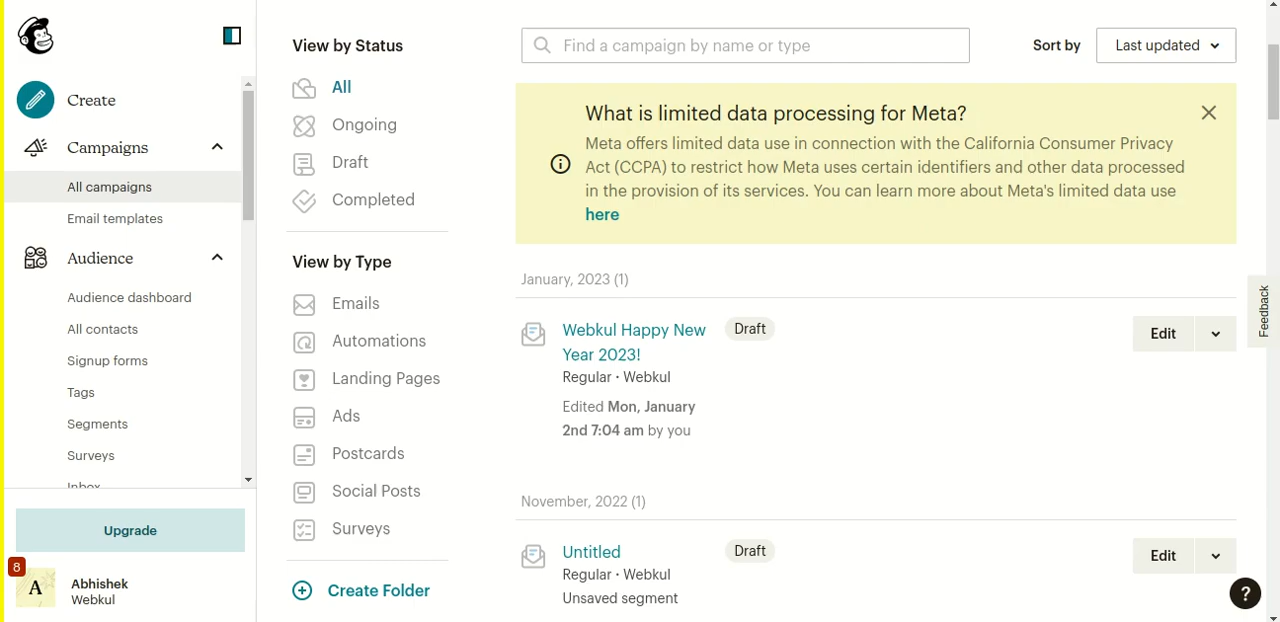 Create
Campaigns
All campaigns
Email templates
Audience
Audience dashboard
All contacts
Signup forms
Tags
Segments
Surveys
Inbox
Upgrade
8
A
Abhishek
Webkul
View by Status
All
Ongoing
Draft
Completed
View by Type
Emails
Automations
Landing Pages
Ads
Postcards
Social Posts
Surveys
Create Folder
Find a campaign by name or type
Sort by
Last updated
What is limited data processing for Meta?
Meta offers limited data use in connection with the California Consumer Privacy
Act (CCPA) to restrict how Meta uses certain identifiers and other data processed
in the provision of its services. You can learn more about Meta's limited data use
here
January, 2023 (1)
Webkul Happy New
Year 2023!
Draft
Regular · Webkul
Edited Mon, January
2nd 7:04 am by you
Edit
November, 2022 (1)
Untitled
Draft
Regular · Webkul
Unsaved segment
Edit
Feedback
?